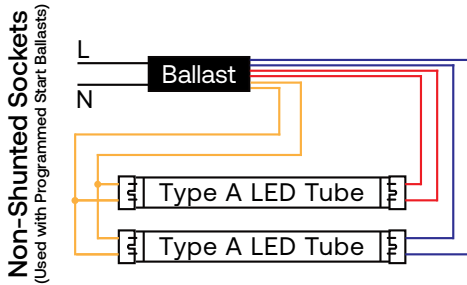 Non-Shunted Sockets
(Used with Programmed Start Ballasts)
L
Ballast
N
Type A LED Tube
Type A LED Tube